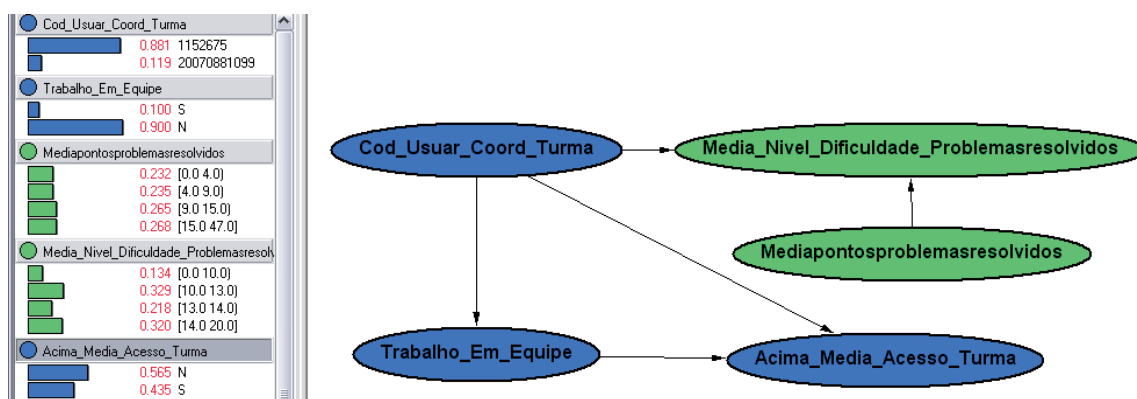 Cod_Usuar_Coord_Turma
0.881 1152675
0.119 20070881099
Trabalho_Em_Equipe
0.100 S
0.900 N
Mediapontosproblemasresolvidos
0.232 [0.0 4.0)
0.235 [4.0 9.0)
0.265 [9.0 15.0)
0.268 [15.0 47.0]
Media_Nivel_Dificuldade_Problemasresolv
0.134 [0.0 10.0)
0.329 [10.0 13.0)
0.218 [13.0 14.0)
0.320 [14.0 20.0]
Acima_Media_Acesso_Turma
0.565 N
0.435 S
Cod_Usuar_Coord_Turma
Media_Nivel_Dificuldade_Problemasresolvidos
Mediapontosproblemasresolvidos
Trabalho_Em_Equipe
Acima_Media_Acesso_Turma